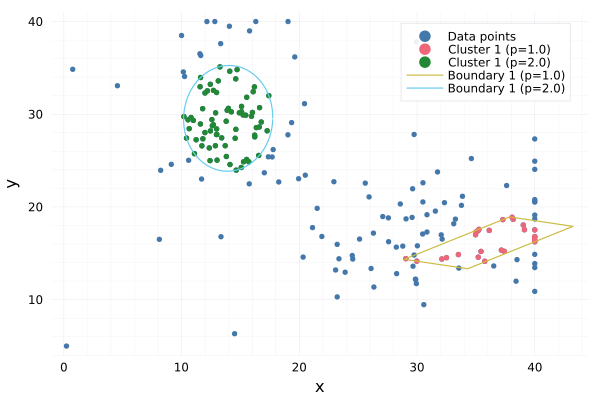 40
30
20
10
y
0
10
20
30
40
x
Data points
Cluster 1 (p=1.0)
Cluster 1 (p=2.0)
Boundary 1 (p=1.0)
Boundary 1 (p=2.0)